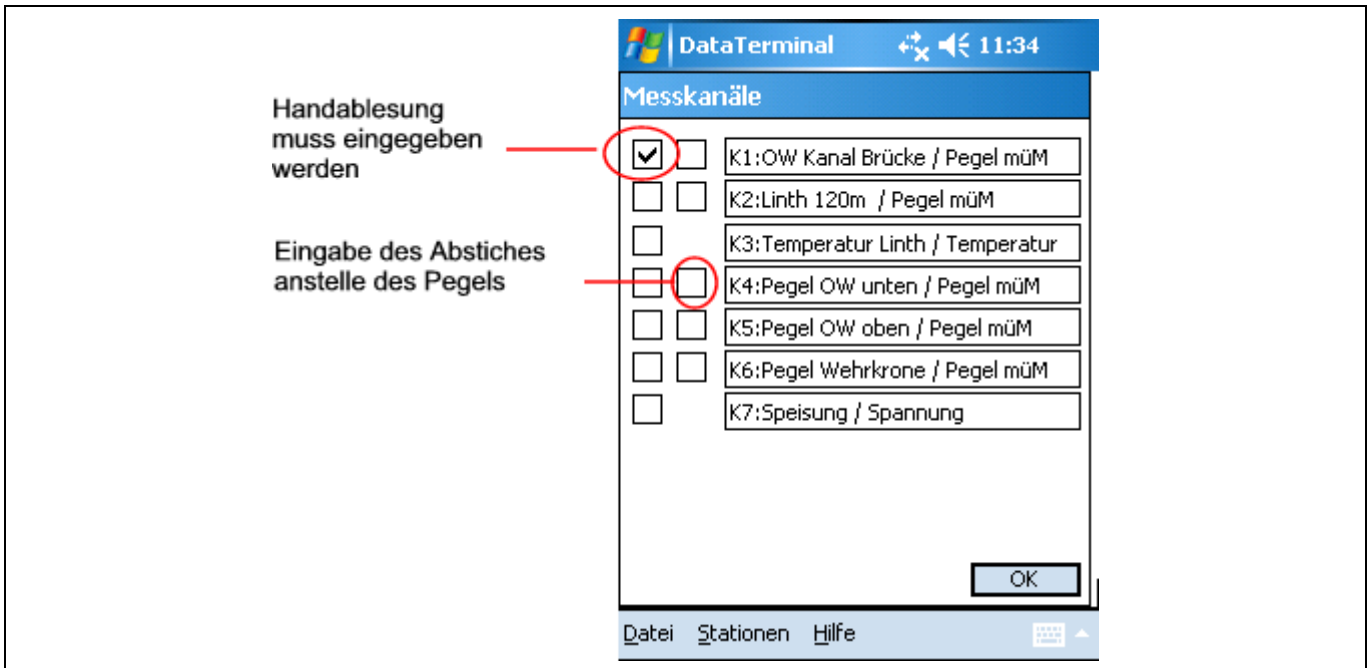 DataTerminal 11:34
Messkanäle
Handablesung
muss eingegeben
werden
K1:OW Kanal Brücke / Pegel müM
K2:Linth 120m / Pegel müM
Eingabe des Abstiches
anstelle des Pegels
K3:Temperatur Linth / Temperatur
K4:Pegel OW unten / Pegel müM
K5:Pegel OW oben / Pegel müM
K6:Pegel Wehrkrone / Pegel müM
K7:Speisung / Spannung
OK
Datei Stationen Hilfe